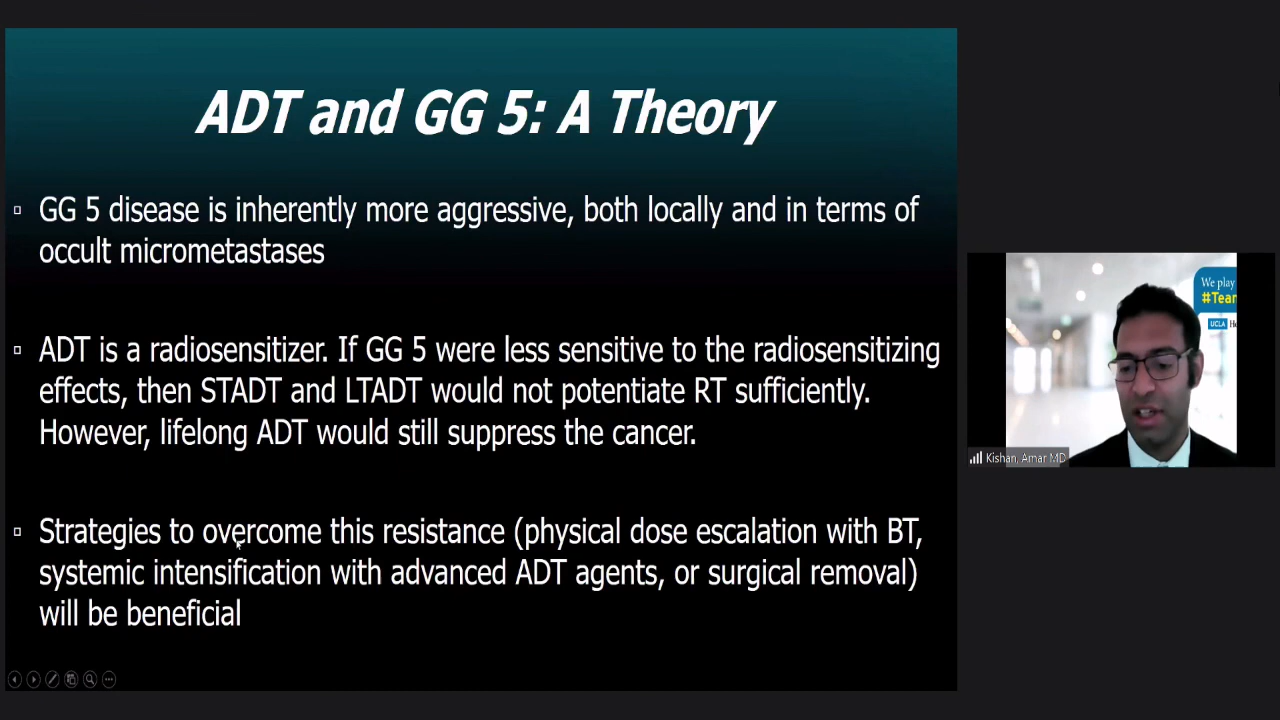 ADT and GG 5: A Theory
GG 5 disease is inherently more aggressive, both locally and in terms of
occult micrometastases
ADT is a radiosensitizer. If GG 5 were less sensitive to the radiosensitizing
effects, then STADT and LTADT would not potentiate RT sufficiently.
However, lifelong ADT would still suppress the cancer.
Strategies to overcome this resistance (physical dose escalation with BT,
systemic intensification with advanced ADT agents, or surgical removal)
will be beneficial
We play
UCLA
Kishan, Amar MD